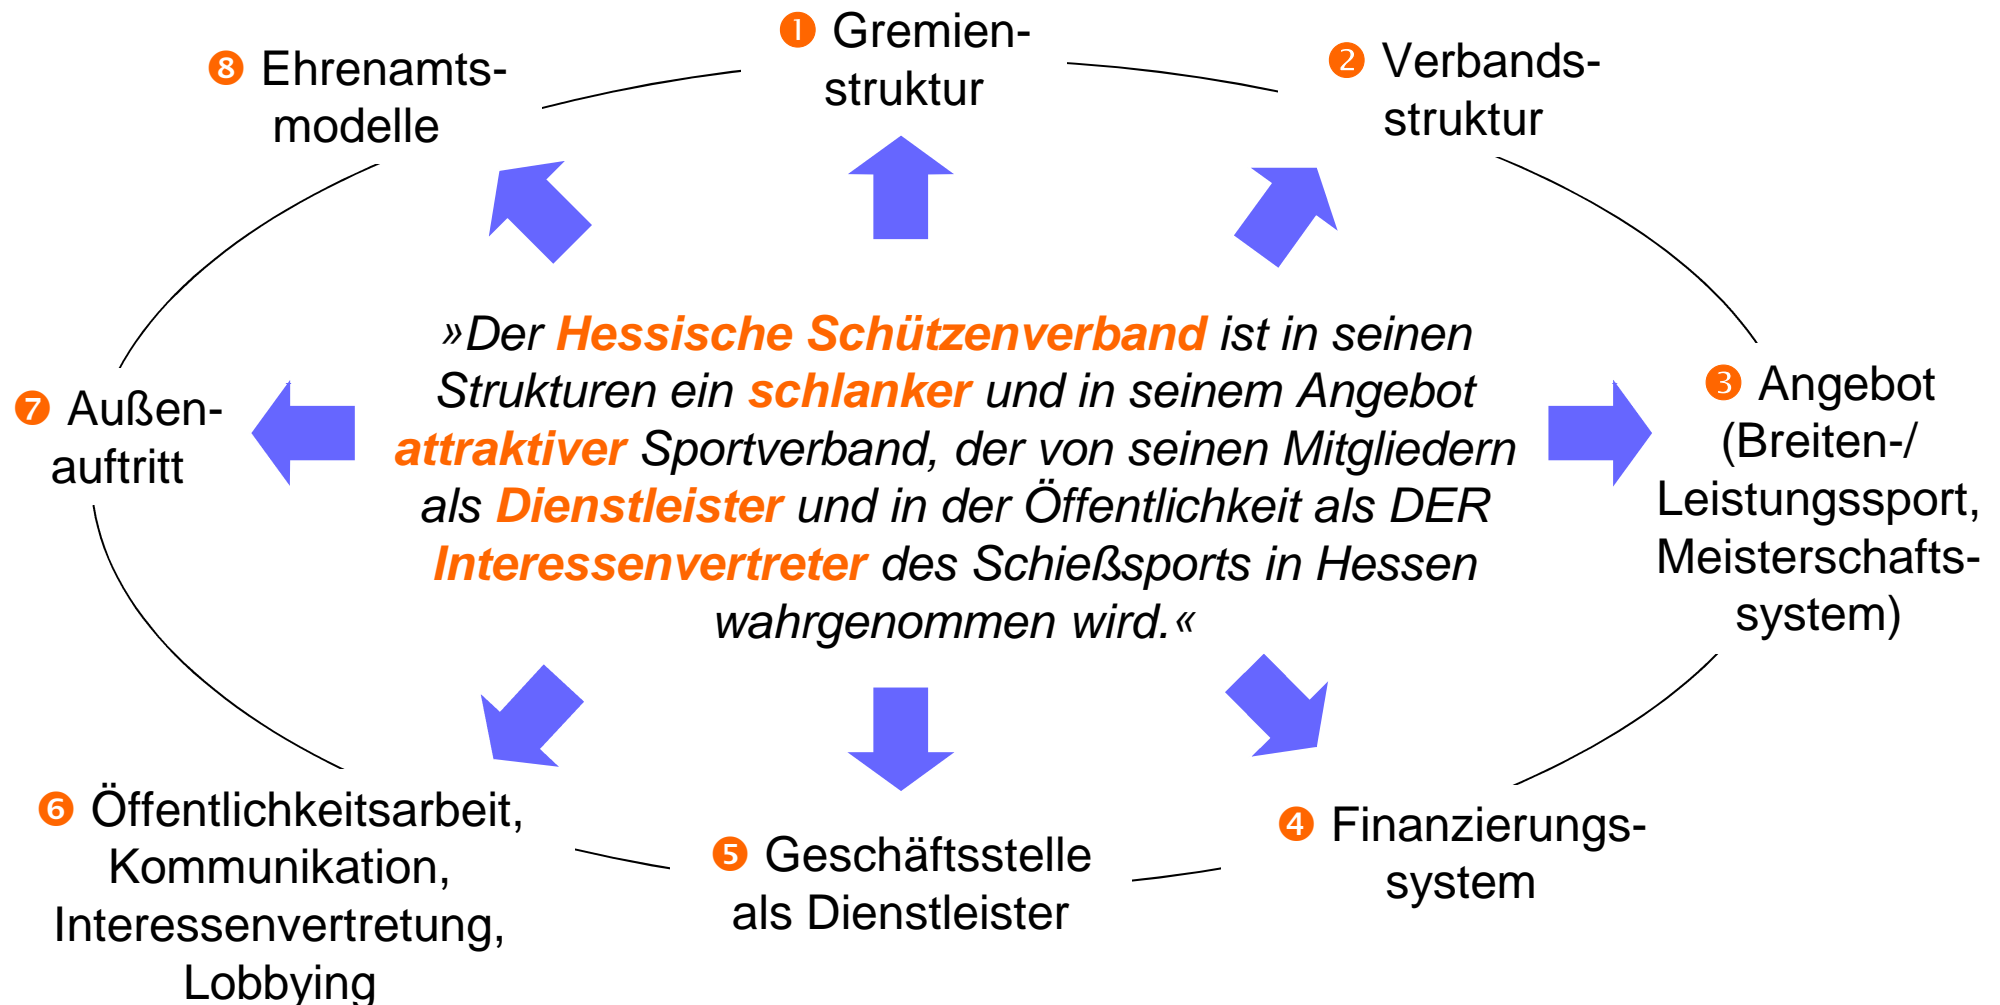 ❶ Gremien-
struktur
❷ Verbands-
struktur
❸ Angebot
(Breiten-/
Leistungssport,
Meisterschafts-
system)
❹ Finanzierungs-
system
❺ Geschäftsstelle
als Dienstleister
❻ Öffentlichkeitsarbeit,
Kommunikation,
Interessenvertretung,
Lobbying
❼ Außen-
auftritt
❽ Ehrenamts-
modelle
»Der Hessische Schützenverband ist in seinen
Strukturen ein schlanker und in seinem Angebot
attraktiver Sportverband, der von seinen Mitgliedern
als Dienstleister und in der Öffentlichkeit als DER
Interessenvertreter des Schießsports in Hessen
wahrgenommen wird.«